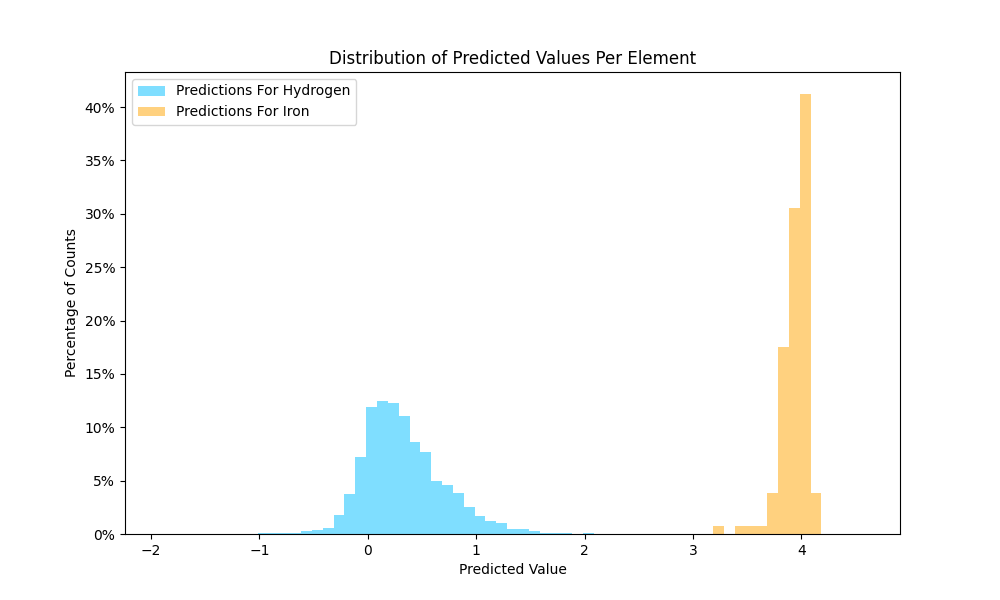 Distribution of Predicted Values Per Element
Predictions For Hydrogen
Predictions For Iron
Percentage of Counts
40%
35%
30%
25%
20%
15%
10%
5%
0%
−2 −1 0 1 2 3 4
Predicted Value